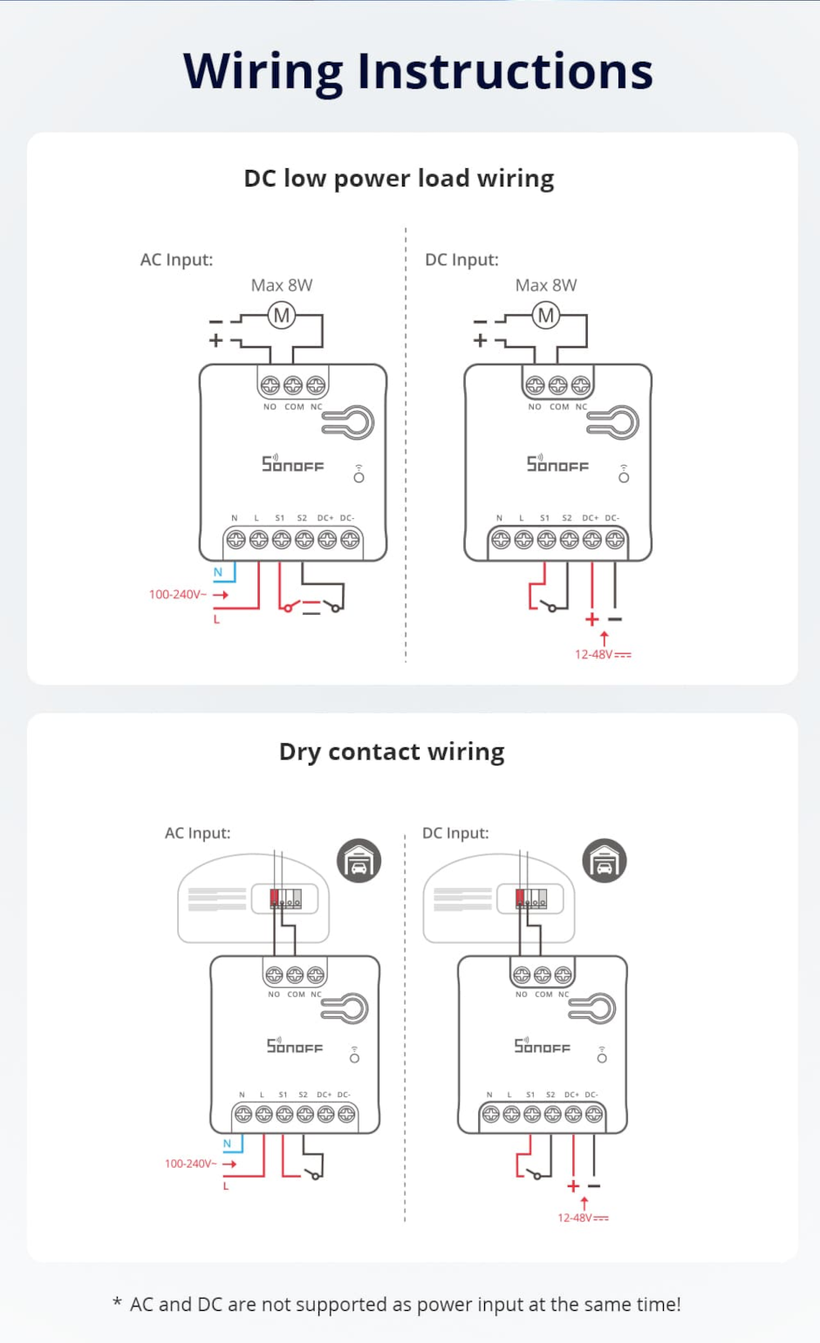 Wiring Instructions
DC low power load wiring
AC Input:
Max 8W
M
−
+
NO COM NC
SONOFF
N L S1 S2 DC+ DC-
N
100-240V~
L
DC Input:
Max 8W
M
−
+
NO COM NC
SONOFF
N L S1 S2 DC+ DC-
+ −
12-48V⎓
Dry contact wiring
AC Input:
NO COM NC
SONOFF
N L S1 S2 DC+ DC-
N
100-240V~
L
DC Input:
NO COM NC
SONOFF
N L S1 S2 DC+ DC-
+ −
12-48V⎓
* AC and DC are not supported as power input at the same time!